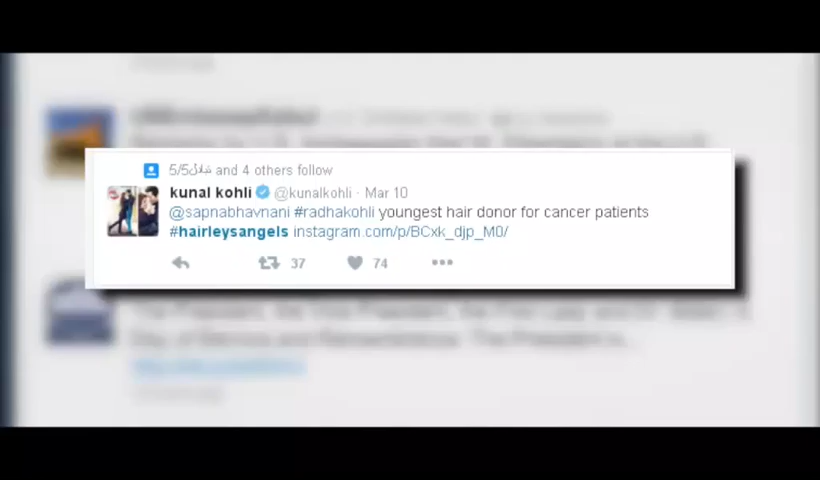 5/5تبادل and 4 others follow
kunal kohli @kunalkohli · Mar 10
@sapnabhavnani #radhakohli youngest hair donor for cancer patients
#hairleysangels instagram.com/p/BCxk_djp_M0/
37 74